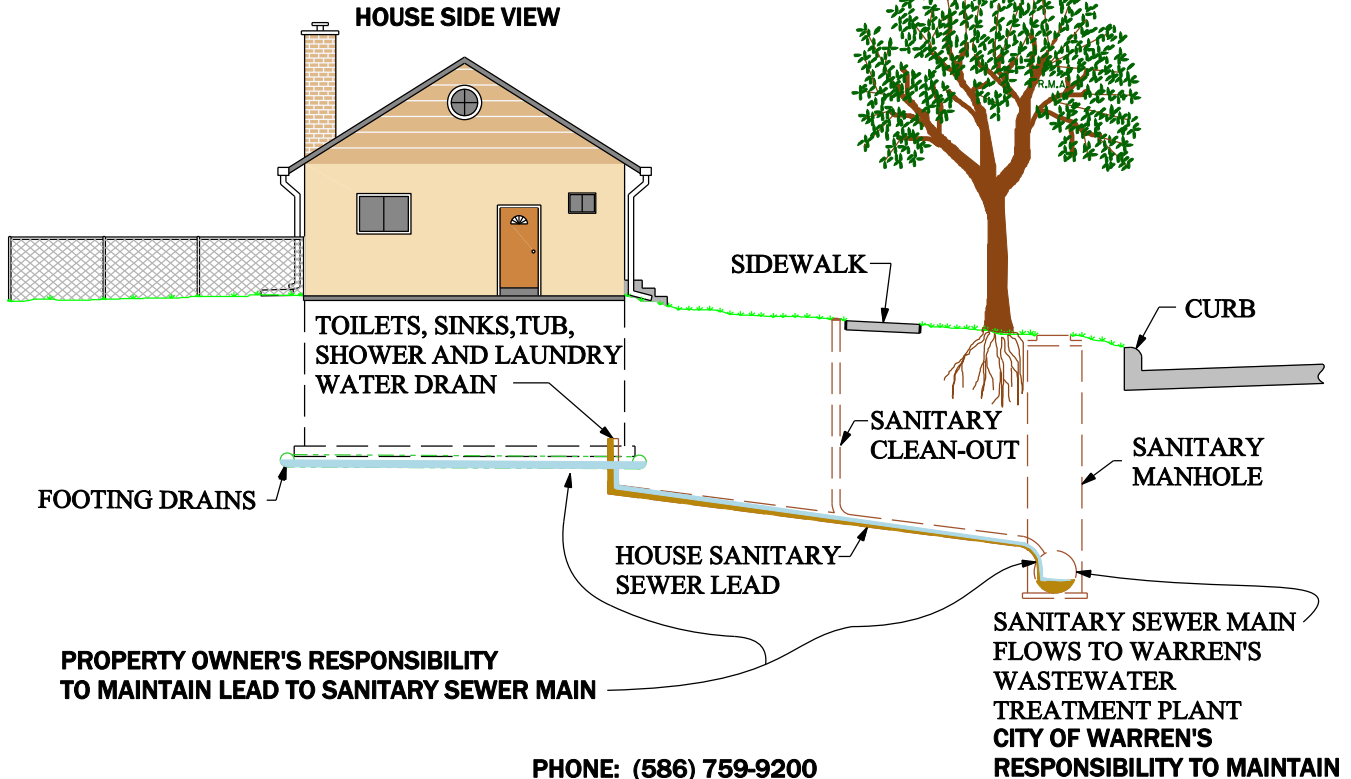 HOUSE SIDE VIEW
R.M.A
SIDEWALK
CURB
TOILETS, SINKS,TUB,
SHOWER AND LAUNDRY
WATER DRAIN
SANITARY
CLEAN-OUT
SANITARY
MANHOLE
FOOTING DRAINS
HOUSE SANITARY
SEWER LEAD
SANITARY SEWER MAIN
FLOWS TO WARREN'S
WASTEWATER
TREATMENT PLANT
CITY OF WARREN'S
RESPONSIBILITY TO MAINTAIN
PROPERTY OWNER'S RESPONSIBILITY
TO MAINTAIN LEAD TO SANITARY SEWER MAIN
PHONE: (586) 759-9200